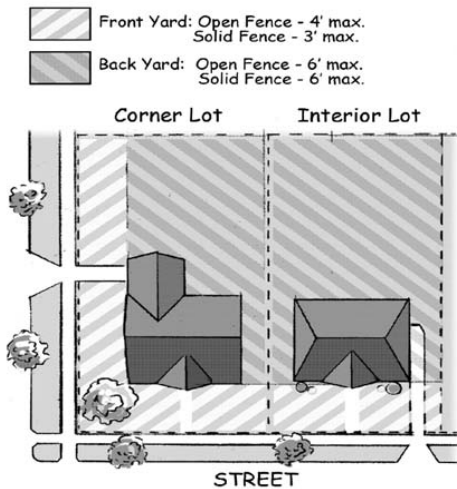 Front Yard: Open Fence - 4' max.
Solid Fence - 3' max.
Back Yard: Open Fence - 6' max.
Solid Fence - 6' max.
Corner Lot
Interior Lot
STREET